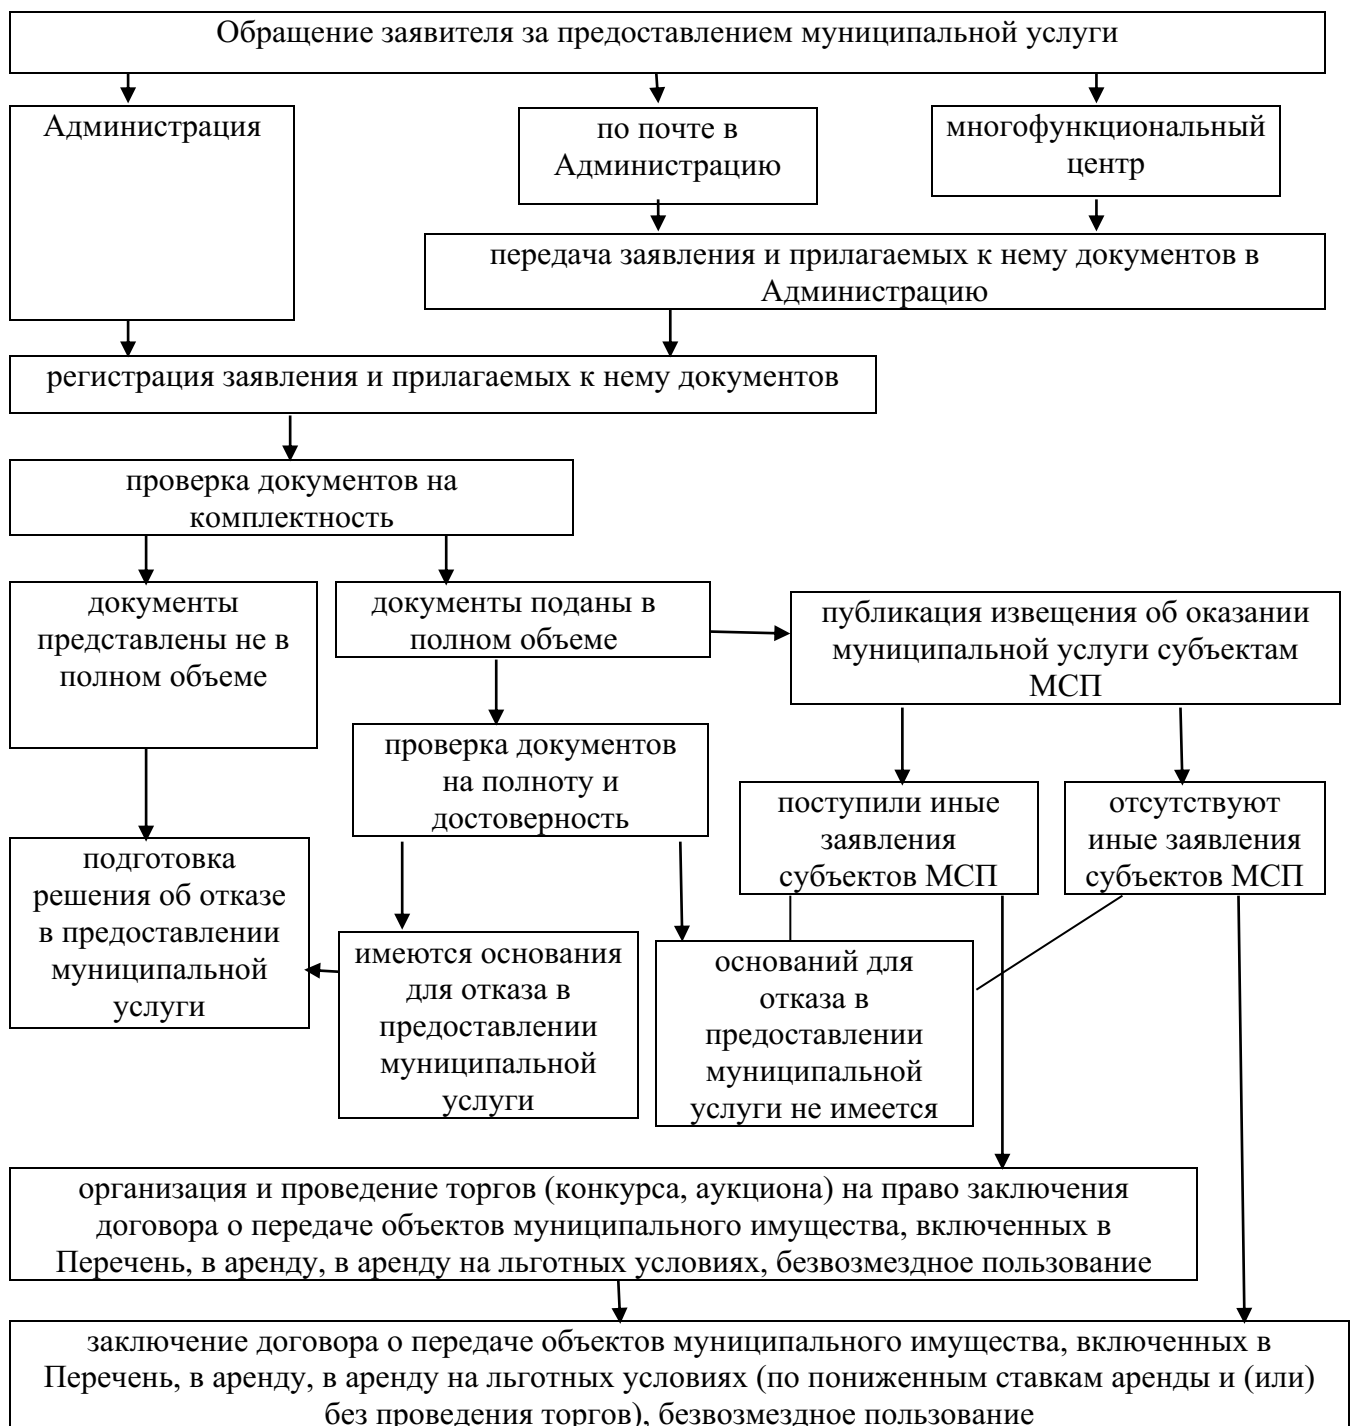 Обращение заявителя за предоставлением муниципальной услуги
Администрация
по почте в
Администрацию
многофункциональный
центр
передача заявления и прилагаемых к нему документов в
Администрацию
регистрация заявления и прилагаемых к нему документов
проверка документов на
комплектность
документы
представлены не в
полном объеме
документы поданы в
полном объеме
публикация извещения об оказании
муниципальной услуги субъектам
МСП
проверка документов
на полноту и
достоверность
поступили иные
заявления
субъектов МСП
отсутствуют
иные заявления
субъектов МСП
подготовка
решения об отказе
в предоставлении
муниципальной
услуги
имеются основания
для отказа в
предоставлении
муниципальной
услуги
оснований для
отказа в
предоставлении
муниципальной
услуги не имеется
организация и проведение торгов (конкурса, аукциона) на право заключения
договора о передаче объектов муниципального имущества, включенных в
Перечень, в аренду, в аренду на льготных условиях, безвозмездное пользование
заключение договора о передаче объектов муниципального имущества, включенных в
Перечень, в аренду, в аренду на льготных условиях (по пониженным ставкам аренды и (или)
без проведения торгов), безвозмездное пользование